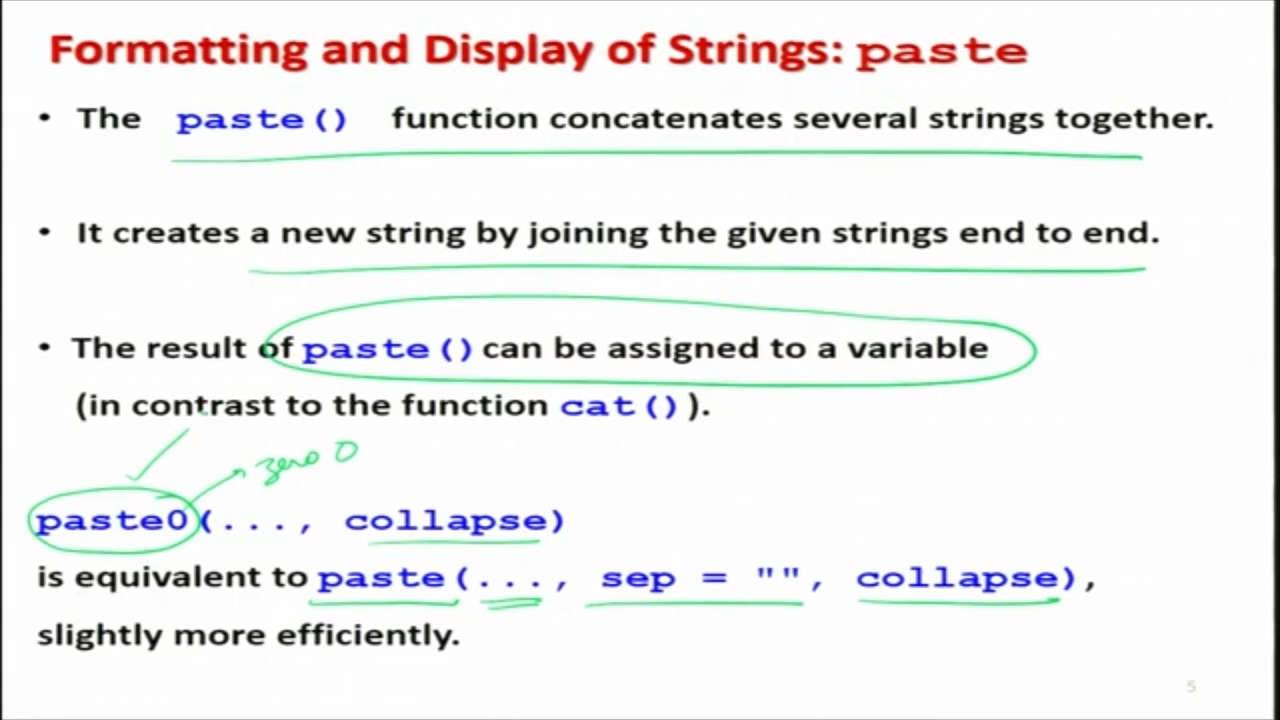 Formatting and Display of Strings: paste
• The paste() function concatenates several strings together.
• It creates a new string by joining the given strings end to end.
• The result of paste() can be assigned to a variable
(in contrast to the function cat()).
zero 0
paste0(..., collapse)
is equivalent to paste(..., sep = "", collapse),
slightly more efficiently.
5